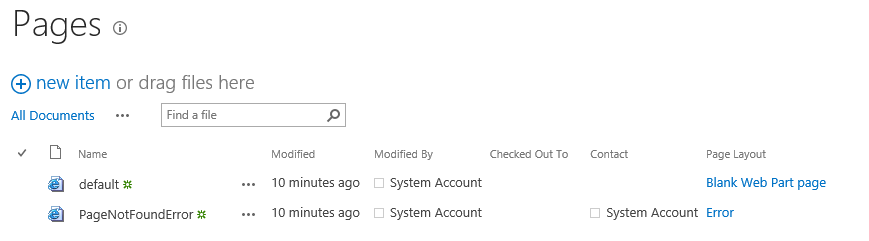 Pages
new item or drag files here
All Documents ••• Find a file
Name Modified Modified By Checked Out To Contact Page Layout
default ••• 10 minutes ago System Account Blank Web Part page
PageNotFoundError ••• 10 minutes ago System Account System Account Error